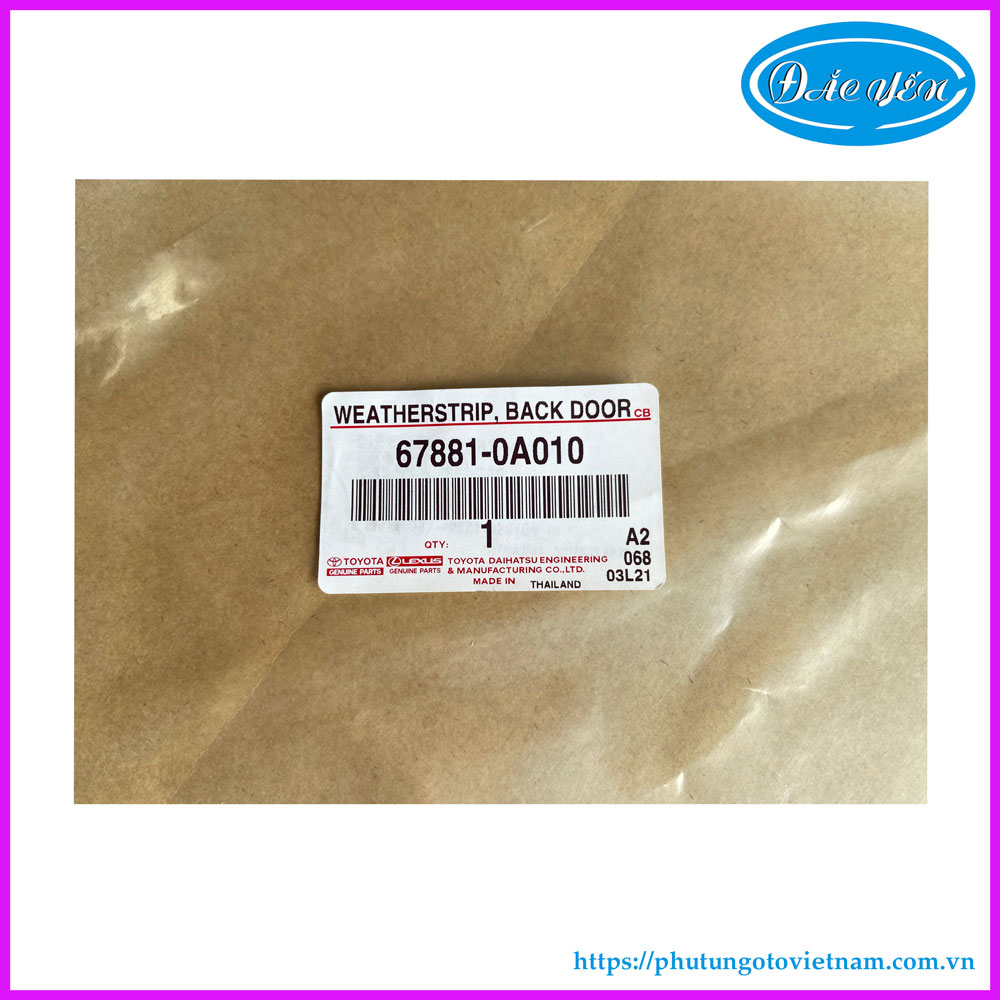 ĐẮC YẾN
WEATHERSTRIP, BACK DOOR CB
67881-0A010
QTY: 1
A2
068
03L21
TOYOTA
GENUINE PARTS
LEXUS
GENUINE PARTS
TOYOTA DAIHATSU ENGINEERING
& MANUFACTURING CO.,LTD.
MADE IN THAILAND
https://phutungotovietnam.com.vn